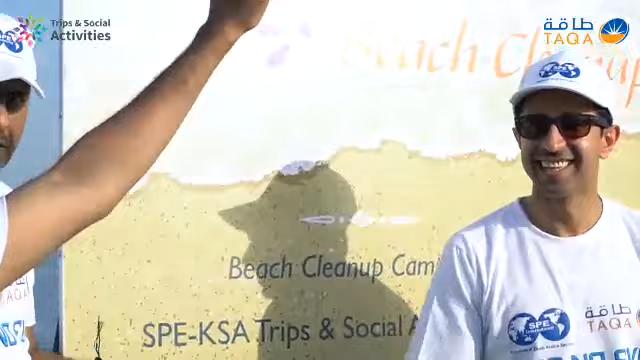 Trips & Social
Activities
طاقة
TAQA
Beach Cleanup
SPE
Beach Cleanup Cam
SPE-KSA Trips & Social A
SPE
International
طاقة
TAQA
TAQA